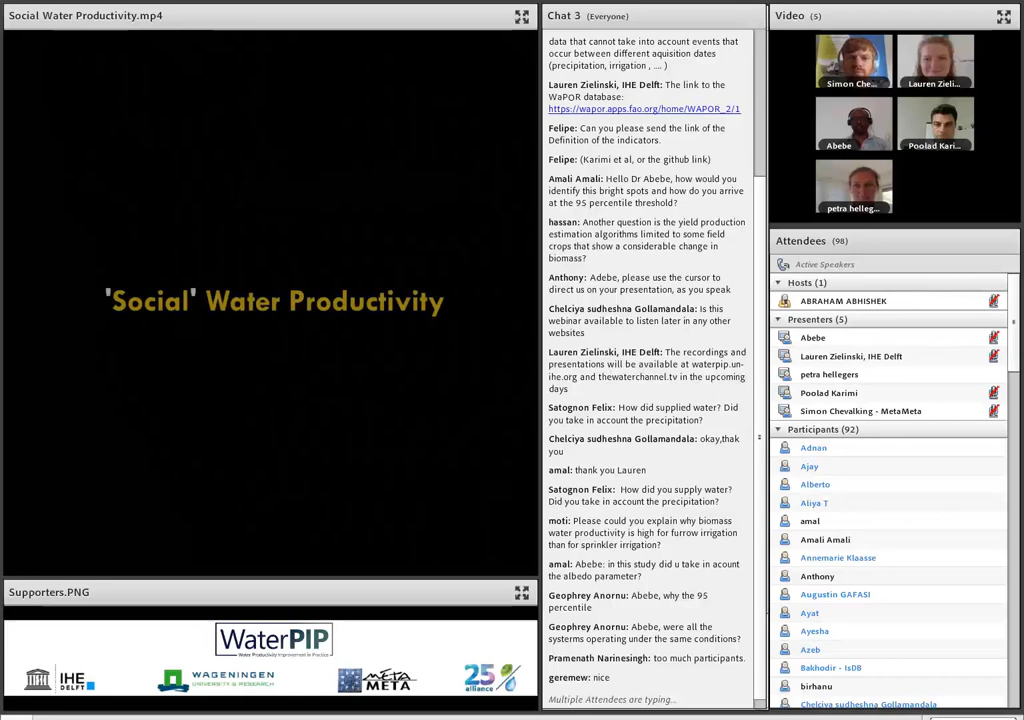 Social Water Productivity.mp4
'Social' Water Productivity
Supporters.PNG
WaterPIP
Water Productivity Improvement in Practice
IHE
DELFT
WAGENINGEN
UNIVERSITY & RESEARCH
META
META
25
alliance
Chat 3 (Everyone)
data that cannot take into account events that
occur between different aquisition dates
(precipitation, irrigation , .... )
Lauren Zielinski, IHE Delft: The link to the
WaPOR database:
https://wapor.apps.fao.org/home/WAPOR_2/1
Felipe: Can you please send the link of the
Definition of the indicators.
Felipe: (Karimi et al, or the github link)
Amali Amali: Hello Dr Abebe, how would you
identify this bright spots and how do you arrive
at the 95 percentile threshold?
hassan: Another question is the yield production
estimation algorithms limited to some field
crops that show a considerable change in
biomass?
Anthony: Adebe, please use the cursor to
direct us on your presentation, as you speak
Chelciya sudheshna Gollamandala: Is this
webinar available to listen later in any other
websites
Lauren Zielinski, IHE Delft: The recordings and
presentations will be available at waterpip.un-
ihe.org and thewaterchannel.tv in the upcoming
days
Satognon Felix: How did supplied water? Did
you take in account the precipitation?
Chelciya sudheshna Gollamandala: okay,thak
you
amal: thank you Lauren
Satognon Felix: How did you supply water?
Did you take in account the precipitation?
moti: Please could you explain why biomass
water productivity is high for furrow irrigation
than for sprinkler irrigation?
amal: Abebe: in this study did u take in acount
the albedo parameter?
Geophrey Anornu: Abebe, why the 95
percentile
Geophrey Anornu: Abebe, were all the
systems operating under the same conditions?
Pramenath Narinesingh: too much participants.
geremew: nice
Multiple Attendees are typing...
Video (5)
Simon Che...
Lauren Zieli...
Abebe
Poolad Kari...
petra helleg...
Attendees (98)
Active Speakers
Hosts (1)
ABRAHAM ABHISHEK
Presenters (5)
Abebe
Lauren Zielinski, IHE Delft
petra hellegers
Poolad Karimi
Simon Chevalking - MetaMeta
Participants (92)
Adnan
Ajay
Alberto
Aliya T
amal
Amali Amali
Annemarie Klaasse
Anthony
Augustin GAFASI
Ayat
Ayesha
Azeb
Bakhodir - IsDB
birhanu
Chelciya sudheshna Gollamandala